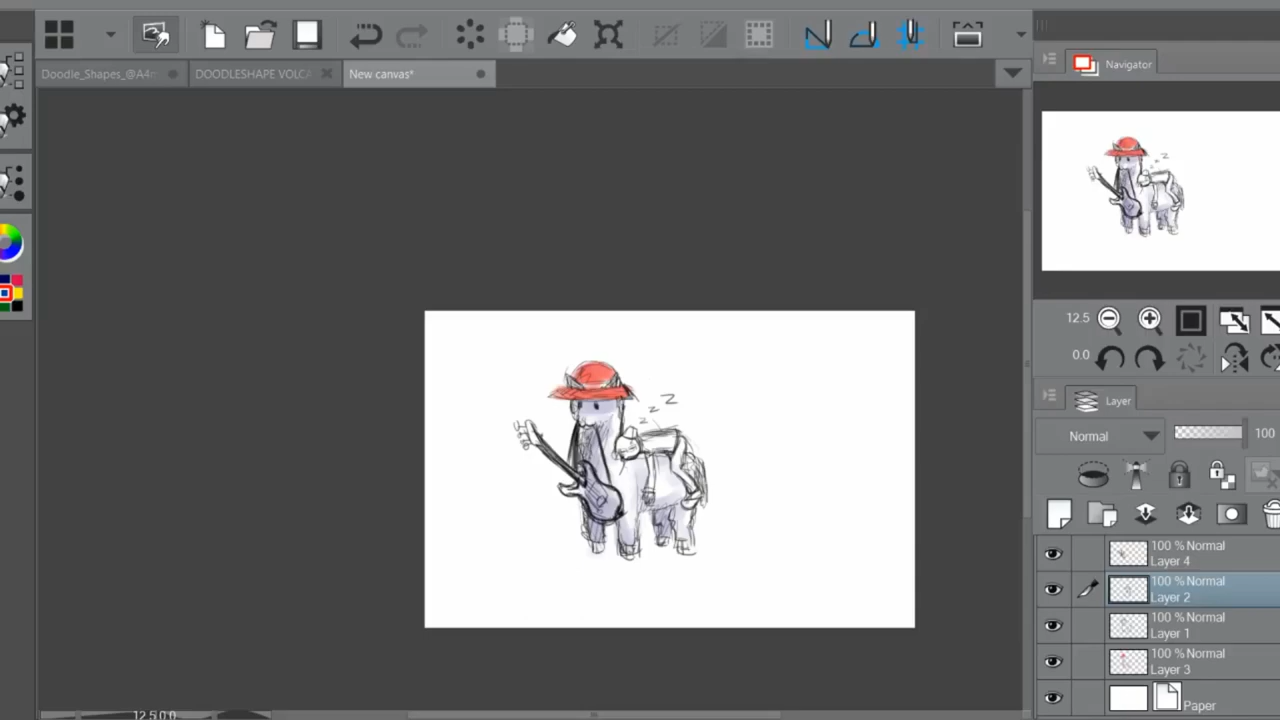 Doodle_Shapes_@A4
DOODLESHAPE VOLCA
New canvas*
Navigator
12.5
0.0
Layer
Normal
100
100 % Normal
Layer 4
100 % Normal
Layer 2
100 % Normal
Layer 1
100 % Normal
Layer 3
Paper
z z Z